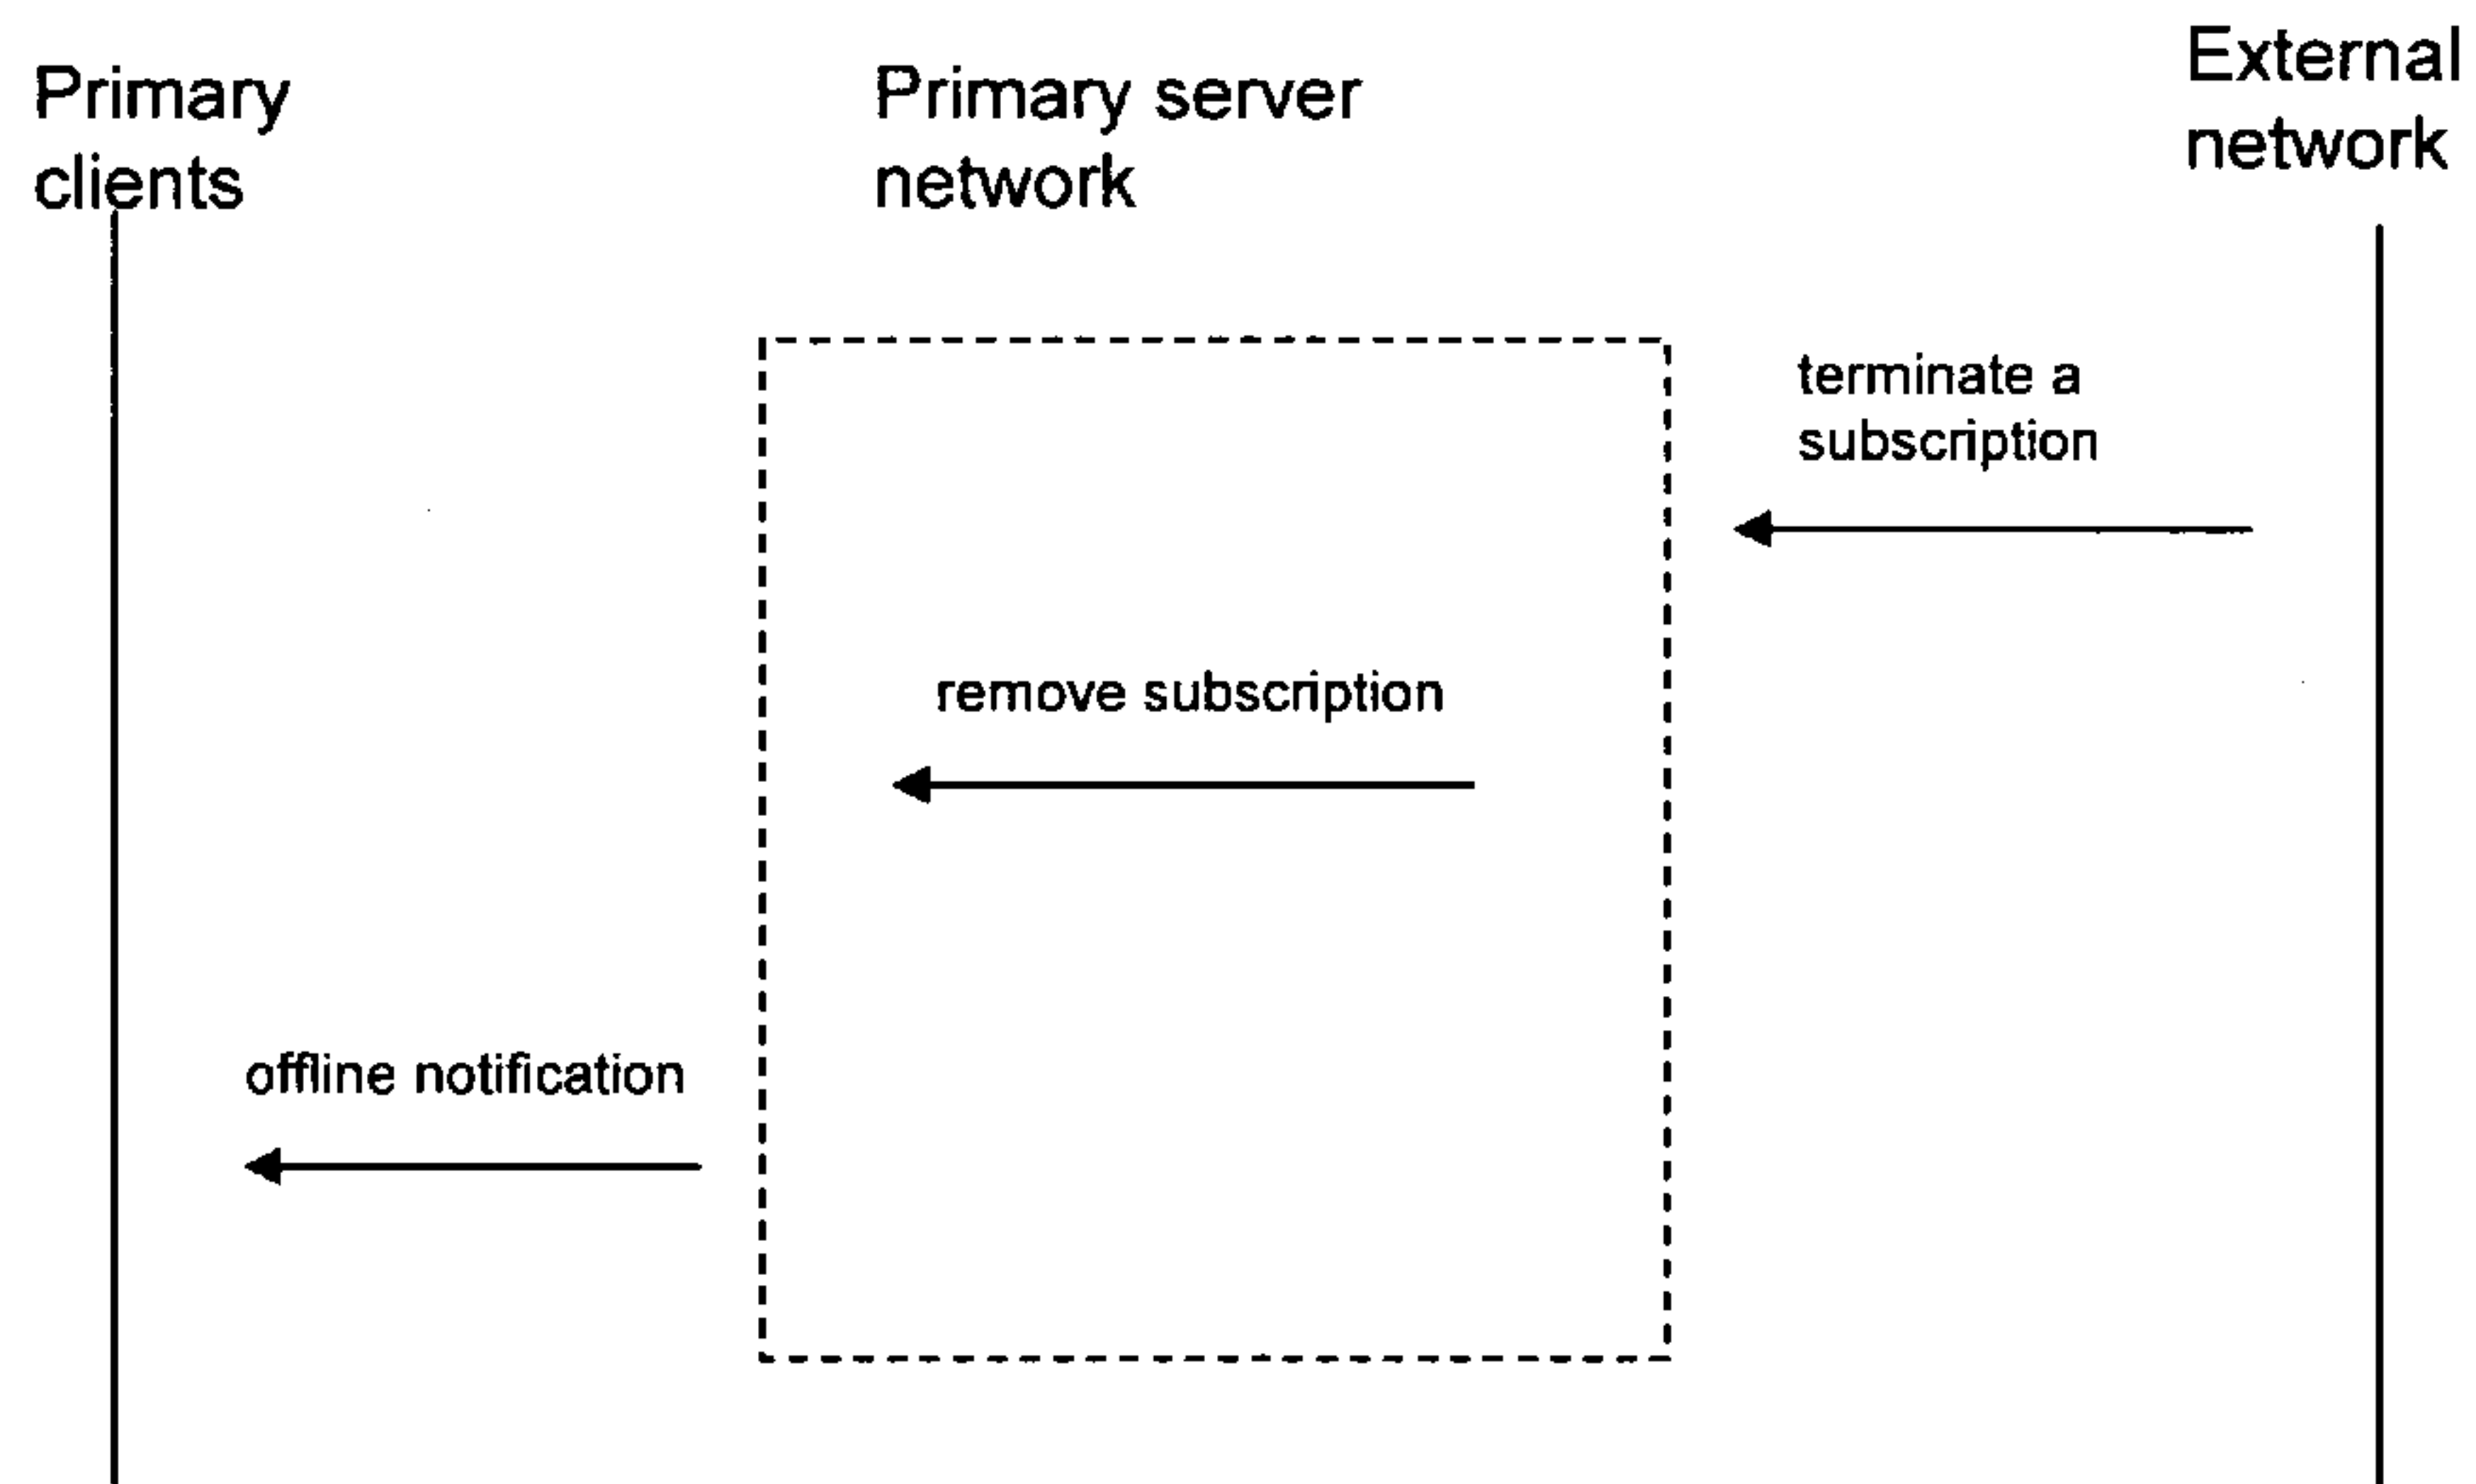 Primary
clients
Primary server
network
External
network
terminate a
subscription
remove subscription
offline notification